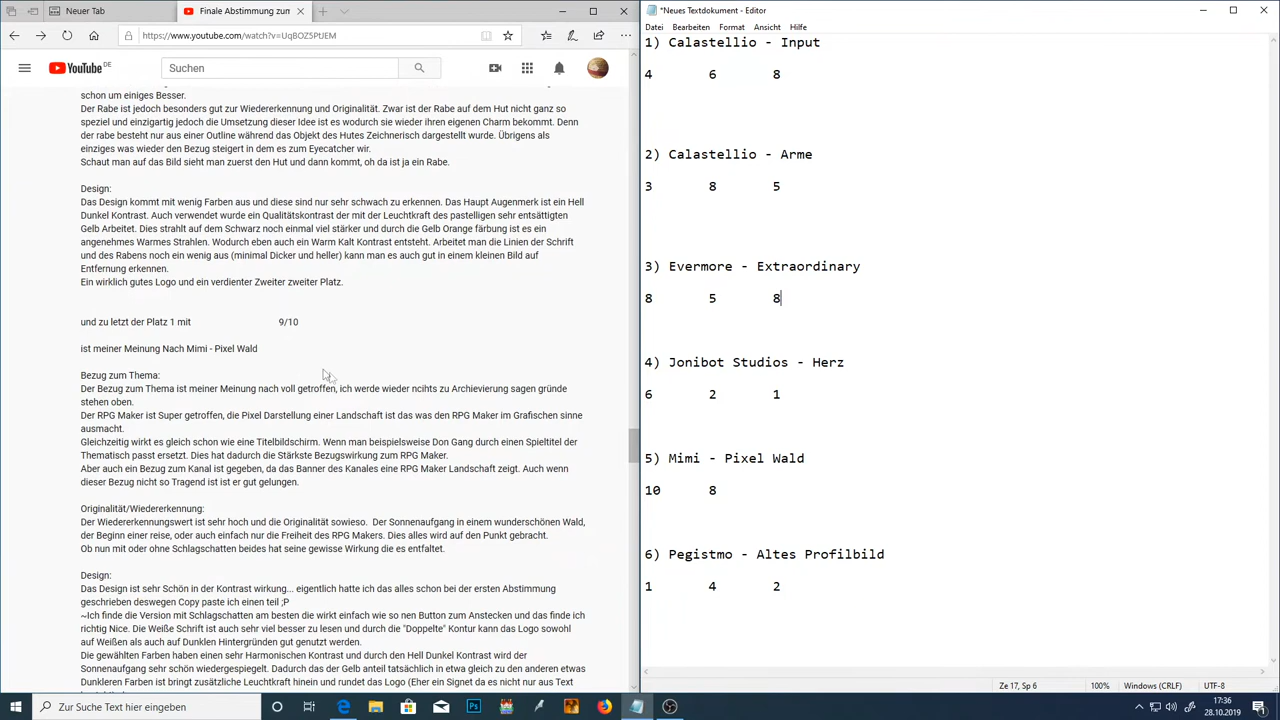 Neuer Tab
Finale Abstimmung zum
https://www.youtube.com/watch?v=UqBOZ5PtJEM
YouTube DE
Suchen
schon um einiges Besser.
Der Rabe ist jedoch besonders gut zur Wiedererkennung und Originalität. Zwar ist der Rabe auf dem Hut nicht ganz so
speziel und einzigartig jedoch die Umsetzung dieser Idee ist es wodurch sie wieder ihren eigenen Charm bekommt. Denn
der rabe besteht nur aus einer Outline während das Objekt des Hutes Zeichnerisch dargestellt wurde. Übrigens als
einziges was wieder den Bezug steigert in dem es zum Eyecatcher wir.
Schaut man auf das Bild sieht man zuerst den Hut und dann kommt, oh da ist ja ein Rabe.
Design:
Das Design kommt mit wenig Farben aus und diese sind nur sehr schwach zu erkennen. Das Haupt Augenmerk ist ein Hell
Dunkel Kontrast. Auch verwendet wurde ein Qualitätskontrast der mit der Leuchtkraft des pastelligen sehr entsättigten
Gelb Arbeitet. Dies strahlt auf dem Schwarz noch einmal viel stärker und durch die Gelb Orange färbung ist es ein
angenehmes Warmes Strahlen. Wodurch eben auch ein Warm Kalt Kontrast entsteht. Arbeitet man die Linien der Schrift
und des Rabens noch ein wenig aus (minimal Dicker und heller) kann man es auch gut in einem kleinen Bild auf
Entfernung erkennen.
Ein wirklich gutes Logo und ein verdienter Zweiter zweiter Platz.
und zu letzt der Platz 1 mit 9/10
ist meiner Meinung Nach Mimi - Pixel Wald
Bezug zum Thema:
Der Bezug zum Thema ist meiner Meinung nach voll getroffen, ich werde wieder ncihts zu Archievierung sagen gründe
stehen oben.
Der RPG Maker ist Super getroffen, die Pixel Darstellung einer Landschaft ist das was den RPG Maker im Grafischen sinne
ausmacht.
Gleichzeitig wirkt es gleich schon wie eine Titelbildschirm. Wenn man beispielsweise Don Gang durch einen Spieltitel der
Thematisch passt ersetzt. Dies hat dadurch die Stärkste Bezugswirkung zum RPG Maker.
Aber auch ein Bezug zum Kanal ist gegeben, da das Banner des Kanales eine RPG Maker Landschaft zeigt. Auch wenn
dieser Bezug nicht so Tragend ist ist er gut gelungen.
Originalität/Wiedererkennung:
Der Wiedererkennungswert ist sehr hoch und die Originalität sowieso. Der Sonnenaufgang in einem wunderschönen Wald,
der Beginn einer reise, oder auch einfach nur die Freiheit des RPG Makers. Dies alles wird auf den Punkt gebracht.
Ob nun mit oder ohne Schlagschatten beides hat seine gewisse Wirkung die es entfaltet.
Design:
Das Design ist sehr Schön in der Kontrast wirkung... eigentlich hatte ich das alles schon bei der ersten Abstimmung
geschrieben deswegen Copy paste ich einen teil ;P
~Ich finde die Version mit Schlagschatten am besten die wirkt einfach wie so nen Button zum Anstecken und das finde ich
richtig Nice. Die Weiße Schrift ist auch sehr viel besser zu lesen und durch die "Doppelte" Kontur kann das Logo sowohl
auf Weißen als auch auf Dunklen Hintergründen gut genutzt werden.
Die gewählten Farben haben einen sehr Harmonischen Kontrast und durch den Hell Dunkel Kontrast wird der
Sonnenaufgang sehr schön wiedergespiegelt. Dadurch das der Gelb anteil tatsächlich in etwa gleich zu den anderen etwas
Dunkleren Farben ist bringt zusätzliche Leuchtkraft hinein und rundet das Logo (Eher ein Signet da es nicht nur aus Text
*Neues Textdokument - Editor
Datei Bearbeiten Format Ansicht Hilfe
1) Calastellio - Input
4 6 8
2) Calastellio - Arme
3 8 5
3) Evermore - Extraordinary
8 5 8
4) Jonibot Studios - Herz
6 2 1
5) Mimi - Pixel Wald
10 8
6) Pegistmo - Altes Profilbild
1 4 2
Ze 17, Sp 6 100% Windows (CRLF) UTF-8
Zur Suche Text hier eingeben
17:36
28.10.2019